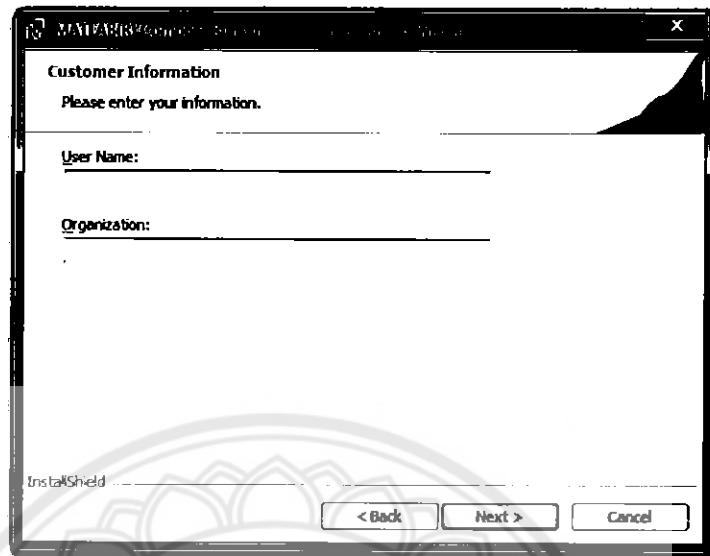 X
Customer Information
Please enter your information.
User Name:
Organization:
InstallShield
< Back
Next >
Cancel